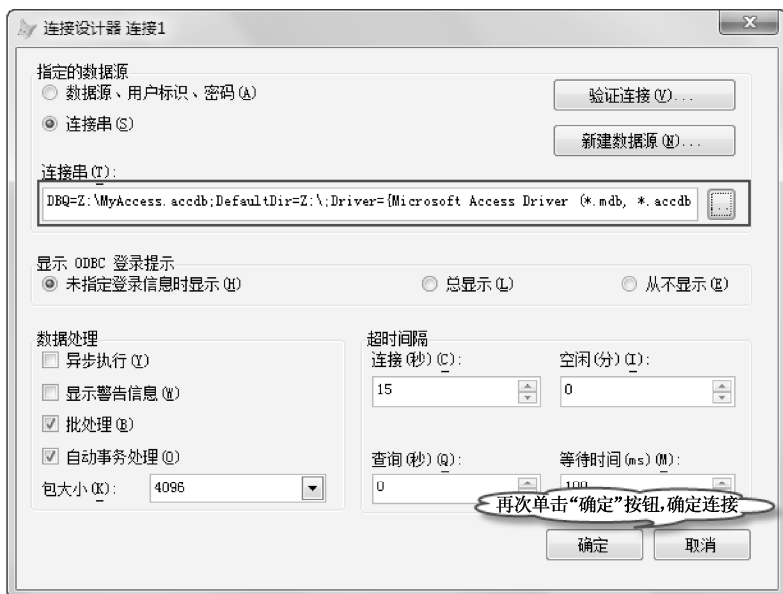 连接设计器 连接1
指定的数据源
数据源、用户标识、密码(A)
验证连接(V)...
连接串(S)
新建数据源(N)...
连接串(T):
DBQ=Z:\MyAccess.accdb;DefaultDir=Z:\;Driver={Microsoft Access Driver (*.mdb, *.accdb
显示 ODBC 登录提示
未指定登录信息时显示(H)
总显示(L)
从不显示(E)
数据处理
超时间隔
异步执行(Y)
连接(秒)(C):
空闲(分)(I):
显示警告信息(W)
15
0
批处理(B)
自动事务处理(O)
查询(秒)(Q):
等待时间(ms)(M):
包大小(K):
4096
0
100
再次单击“确定”按钮,确定连接
确定
取消